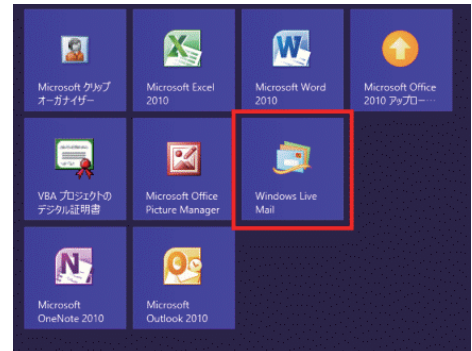 Microsoft クリップ
オーガナイザー
Microsoft Excel
2010
Microsoft Word
2010
Microsoft Office
2010 アップロー…
VBA プロジェクトの
デジタル証明書
Microsoft Office
Picture Manager
Windows Live
Mail
Microsoft
OneNote 2010
Microsoft
Outlook 2010